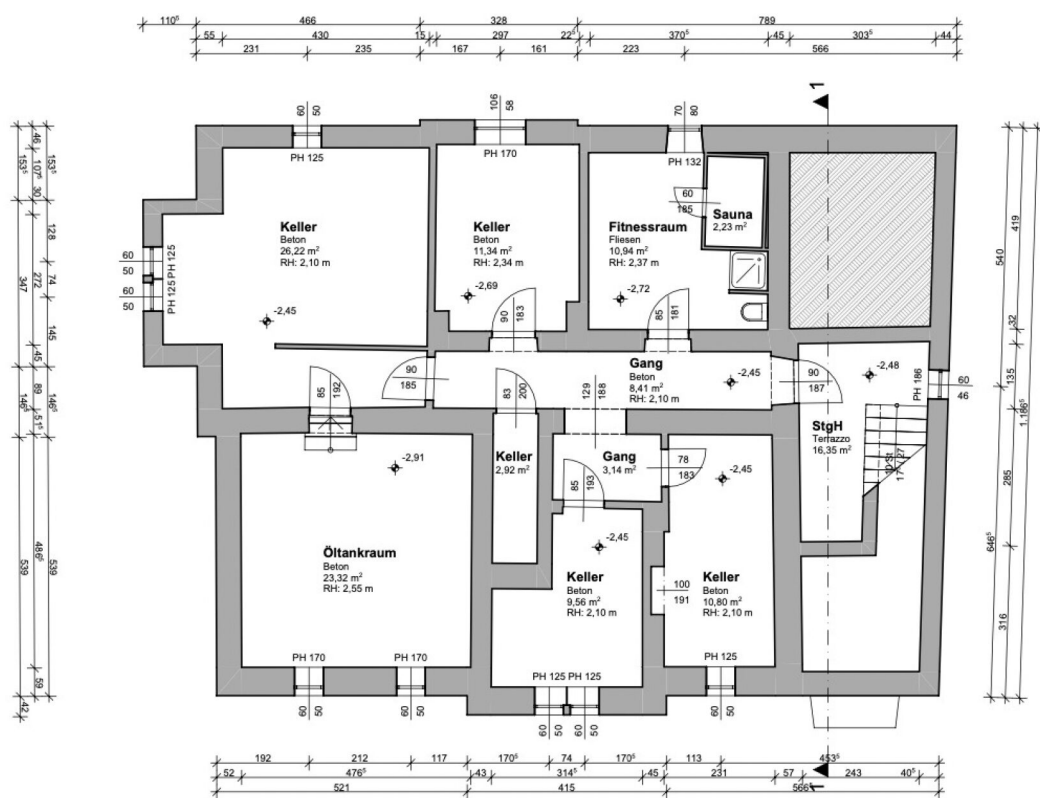 110⁵ 466 328 789
55 430 15 297 22⁵ 370⁵ 45 303⁵ 44
231 235 167 161 223 566
1
60 50
106 58
70 80
PH 125
PH 170
PH 132
Keller
Beton
26,22 m²
RH: 2,10 m
Keller
Beton
11,34 m²
RH: 2,34 m
Fitnessraum
Fliesen
10,94 m²
RH: 2,37 m
60
185
Sauna
2,23 m²
153⁵ 347 146⁵ 539
46 107⁵ 30 272 45 89 51⁵ 486⁵ 59 42
153⁵ 128 74 145 146⁵ 539
60
50
60
50
PH 125 PH 125
-2,45
-2,69
-2,72
90 183
85 181
Gang
Beton
8,41 m²
RH: 2,10 m
-2,45
90
185
85 192
83 200
129 188
90
187
-2,48
PH 186
60
46
StgH
Terrazzo
16,35 m²
10 St
17 / 27
540 646⁵
419 32 135 285 316
1.186⁵
-2,91
Keller
2,92 m²
Gang
3,14 m²
78
183
-2,45
85 193
-2,45
Öltankraum
Beton
23,32 m²
RH: 2,55 m
Keller
Beton
9,56 m²
RH: 2,10 m
100
191
Keller
Beton
10,80 m²
RH: 2,10 m
PH 170
PH 170
PH 125 PH 125
PH 125
60 50
60 50
60 50
60 50
60 50
192 212 117 170⁵ 74 170⁵ 113 453⁵
52 476⁵ 43 314⁵ 45 231 57 243 40⁵
521 415 566⁵
1